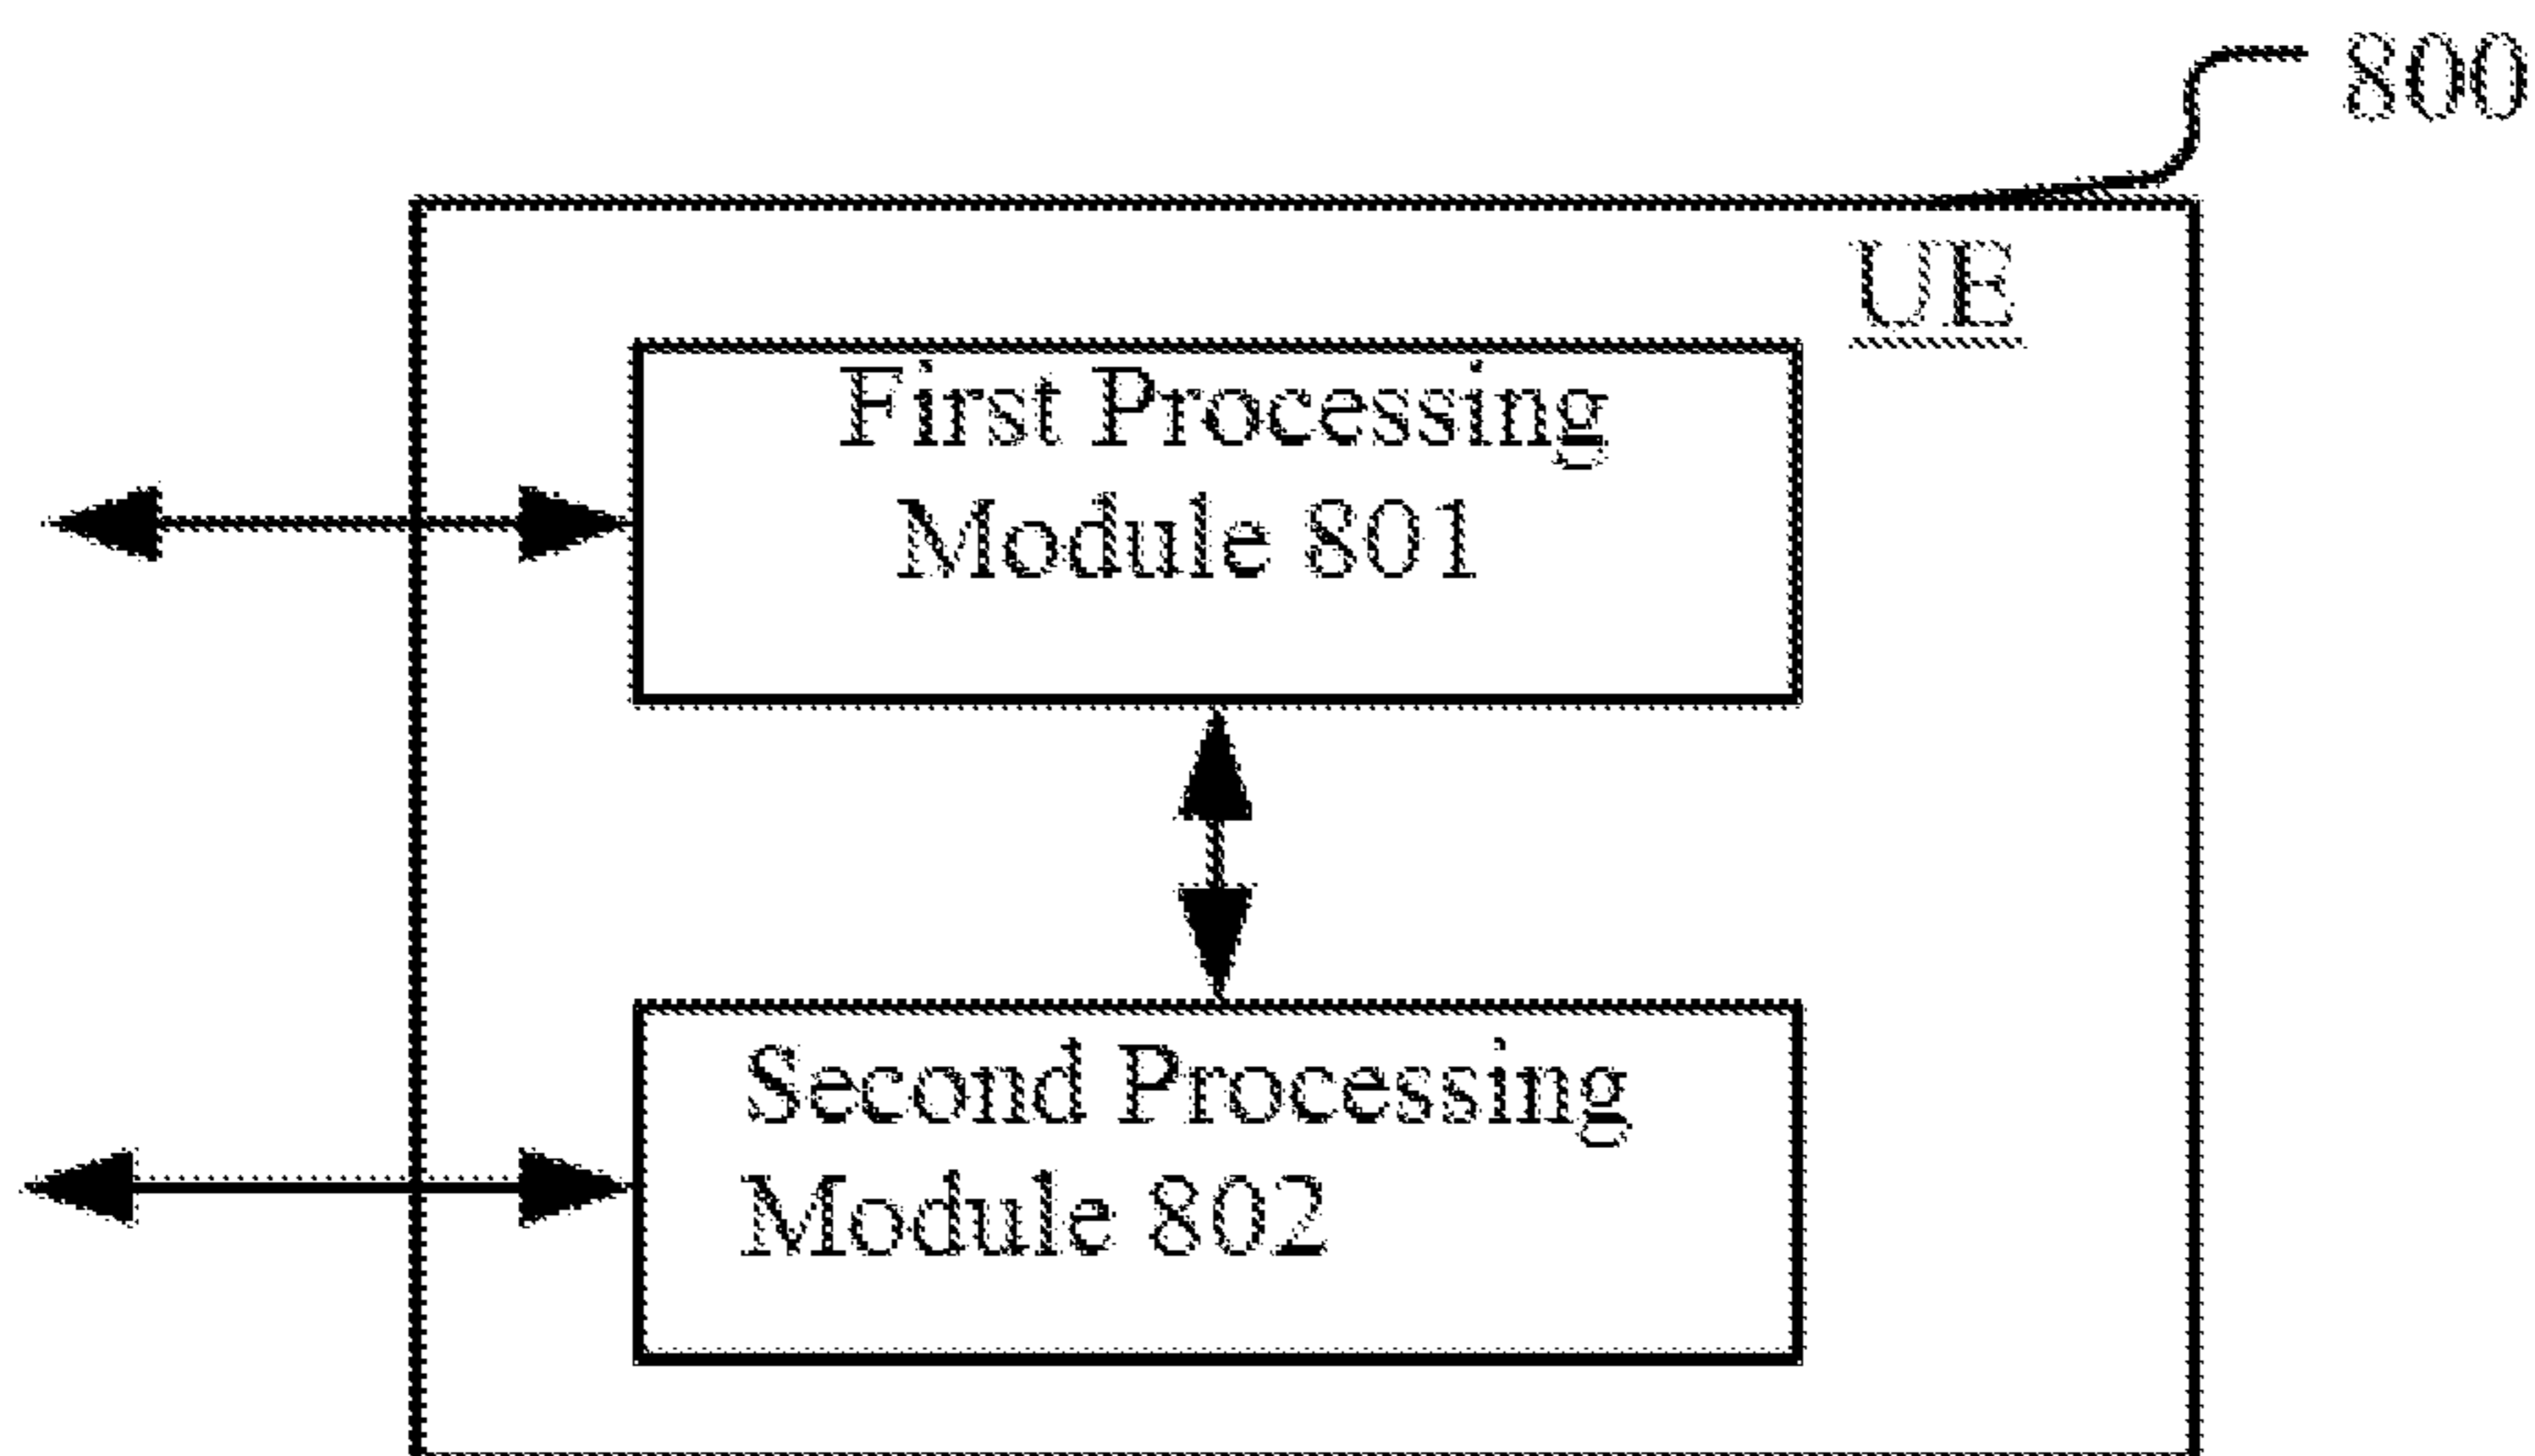 800
UE
First Processing
Module 801
Second Processing
Module 802